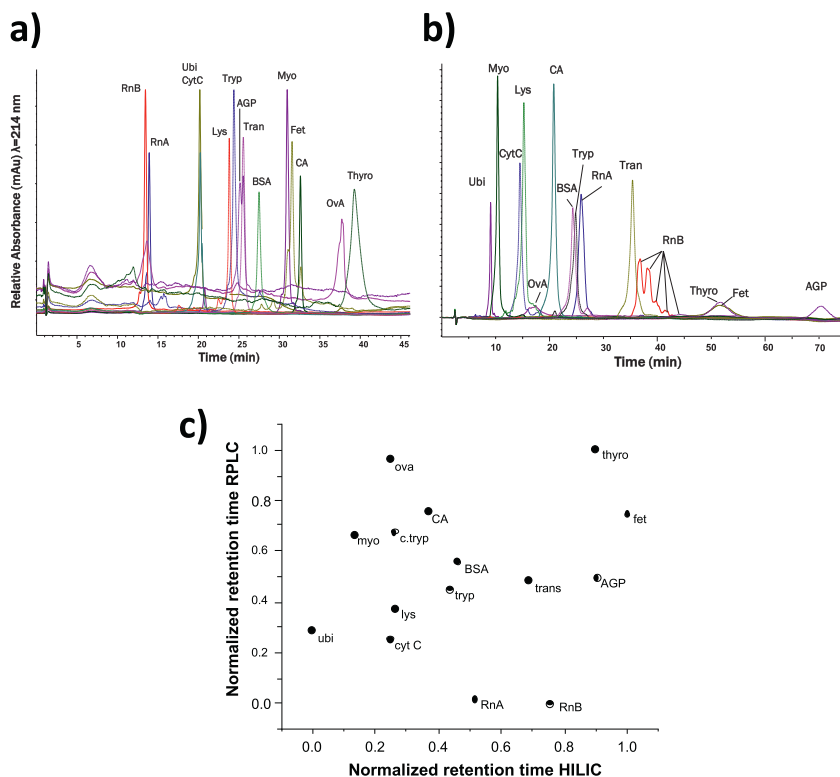 a)
b)
Relative Absorbance (mAu) λ=214 nm
RnB
RnA
Ubi
CytC
Tryp
AGP
Lys
Tran
BSA
Myo
Fet
CA
OvA
Thyro
5
10
15
20
25
30
35
40
45
Time (min)
Myo
Lys
CA
CytC
Ubi
OvA
BSA
Tryp
RnA
Tran
RnB
Thyro
Fet
AGP
10
20
30
40
50
60
70
Time (min)
c)
Normalized retention time RPLC
1.0
0.8
0.6
0.4
0.2
0.0
ova
thyro
CA
fet
myo
c.tryp
BSA
tryp
trans
AGP
lys
ubi
cyt C
RnA
RnB
0.0
0.2
0.4
0.6
0.8
1.0
Normalized retention time HILIC